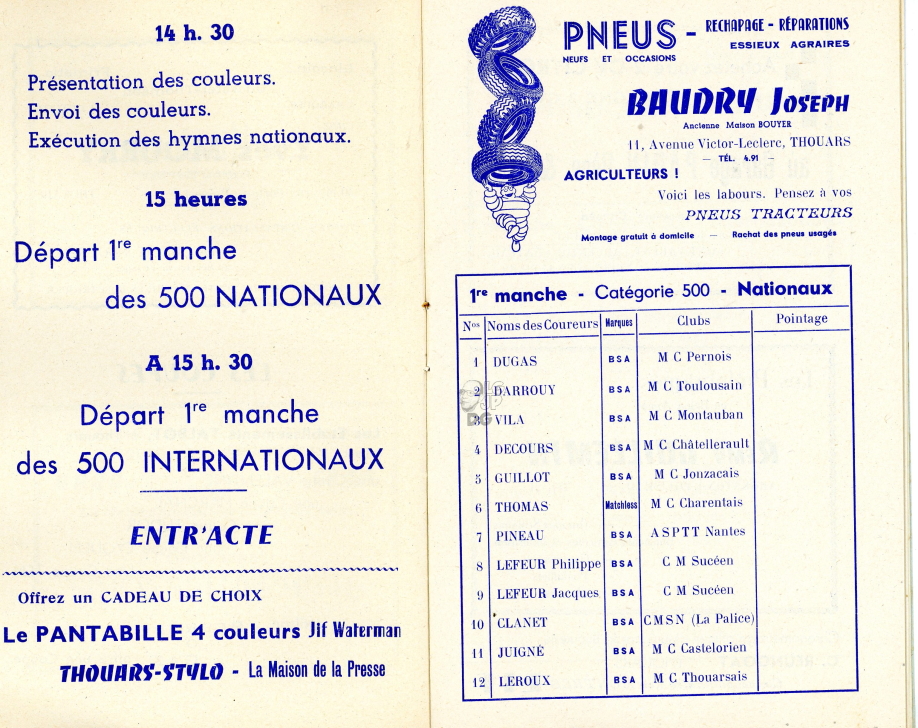 14 h. 30
Présentation des couleurs.
Envoi des couleurs.
Exécution des hymnes nationaux.
15 heures
Départ 1re manche
des 500 NATIONAUX
A 15 h. 30
Départ 1re manche
des 500 INTERNATIONAUX
ENTR'ACTE
Offrez un CADEAU DE CHOIX
Le PANTABILLE 4 couleurs Jif Waterman
THOUARS-STYLO - La Maison de la Presse
PNEUS - RECHAPAGE - RÉPARATIONS
NEUFS ET OCCASIONS ESSIEUX AGRAIRES
BAUDRY JOSEPH
Ancienne Maison BOUYER
11, Avenue Victor-Leclerc, THOUARS
— TÉL. 4.91 —
AGRICULTEURS !
Voici les labours. Pensez à vos
PNEUS TRACTEURS
Montage gratuit à domicile — Rachat des pneus usagés
1re manche - Catégorie 500 - Nationaux
Nos Noms des Coureurs Marques Clubs Pointage
1 DUGAS BSA M C Pernois
2 DARROUY BSA M C Toulousain
3 VILA BSA M C Montauban
4 DECOURS BSA M C Châtellerault
5 GUILLOT BSA M C Jonzacais
6 THOMAS Matchless M C Charentais
7 PINEAU BSA ASPTT Nantes
8 LEFEUR Philippe BSA C M Sucéen
9 LEFEUR Jacques BSA C M Sucéen
10 CLANET BSA CMSN (La Palice)
11 JUIGNÉ BSA M C Castelorien
12 LEROUX BSA M C Thouarsais